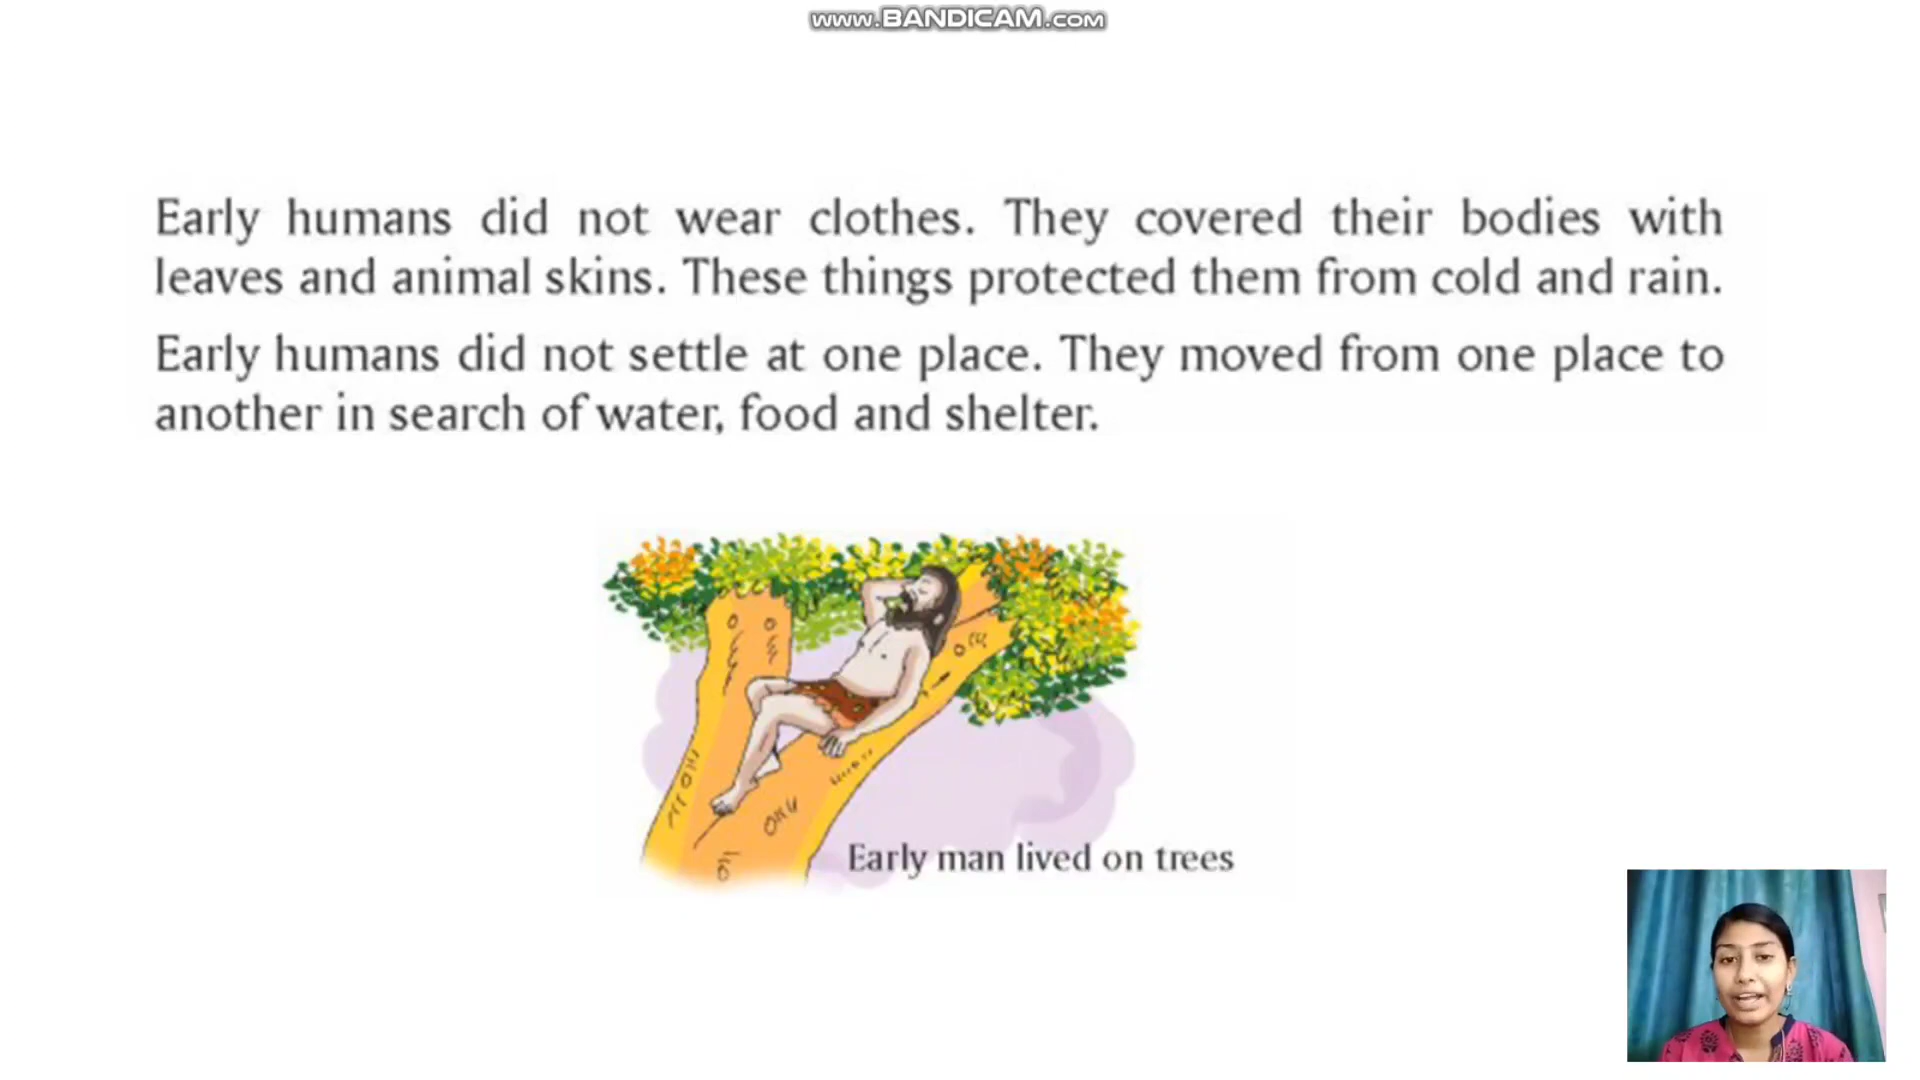 www.BANDICAM.com
Early humans did not wear clothes. They covered their bodies with
leaves and animal skins. These things protected them from cold and rain.
Early humans did not settle at one place. They moved from one place to
another in search of water, food and shelter.
Early man lived on trees